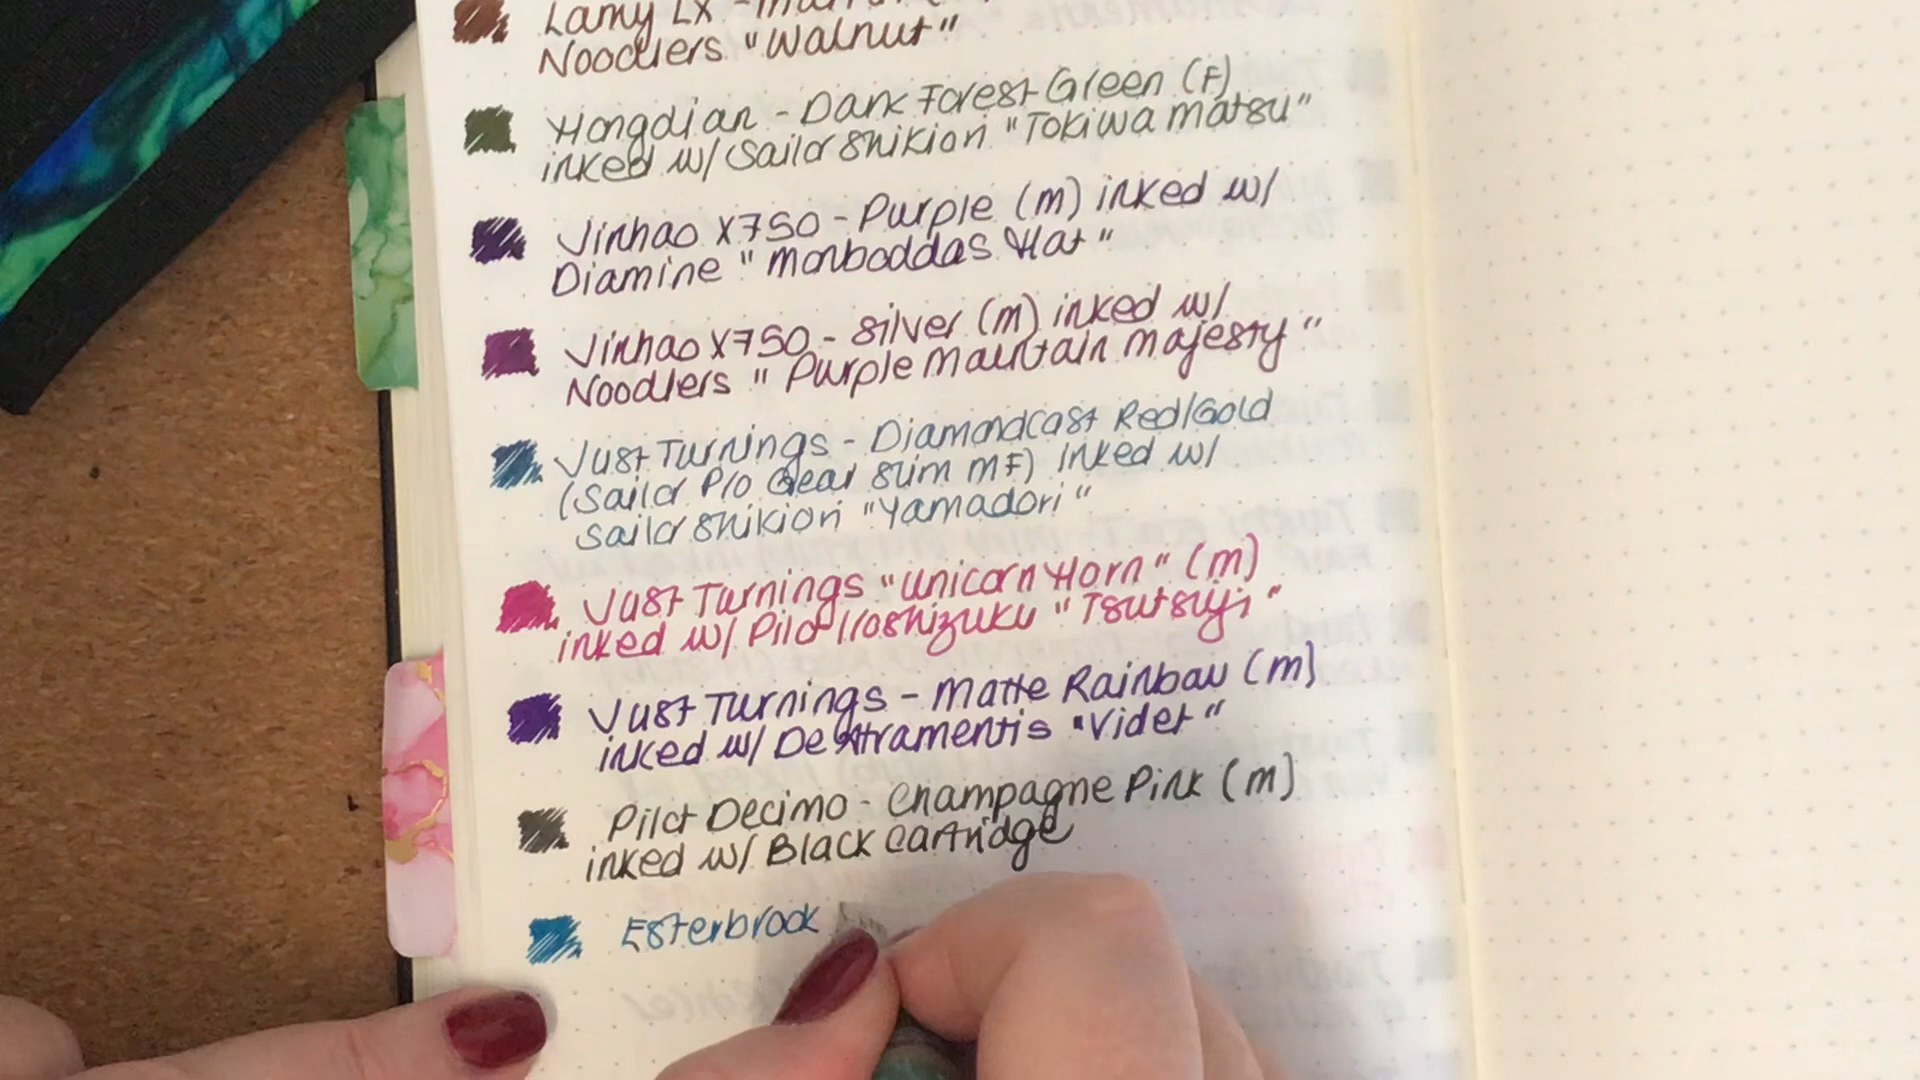 Lamy LX -
Noodlers "Walnut"
Hongdian - Dark Forest Green (F)
inked w/ Sailor Shikiori "Tokiwa Matsu"
Jinhao X750 - Purple (m) inked w/
Diamine "monboddas Hat"
Jinhao X750 - Silver (m) inked w/
Noodlers "Purple Mauntain majesty"
Just Turnings - Diamondcast Red/Gold
(Sailor P/o Gear Slim MF) inked w/
Sailor Shikiori "Yamadori"
Just Turnings "Unicorn Horn" (m)
inked w/ Pilot Iroshizuku "Tsutsuji"
Just Turnings - Matte Rainbow (m)
inked w/ De Atramentis "Violet"
Pilot Decimo - Champagne Pink (m)
inked w/ Black Cartridge
Esterbrook